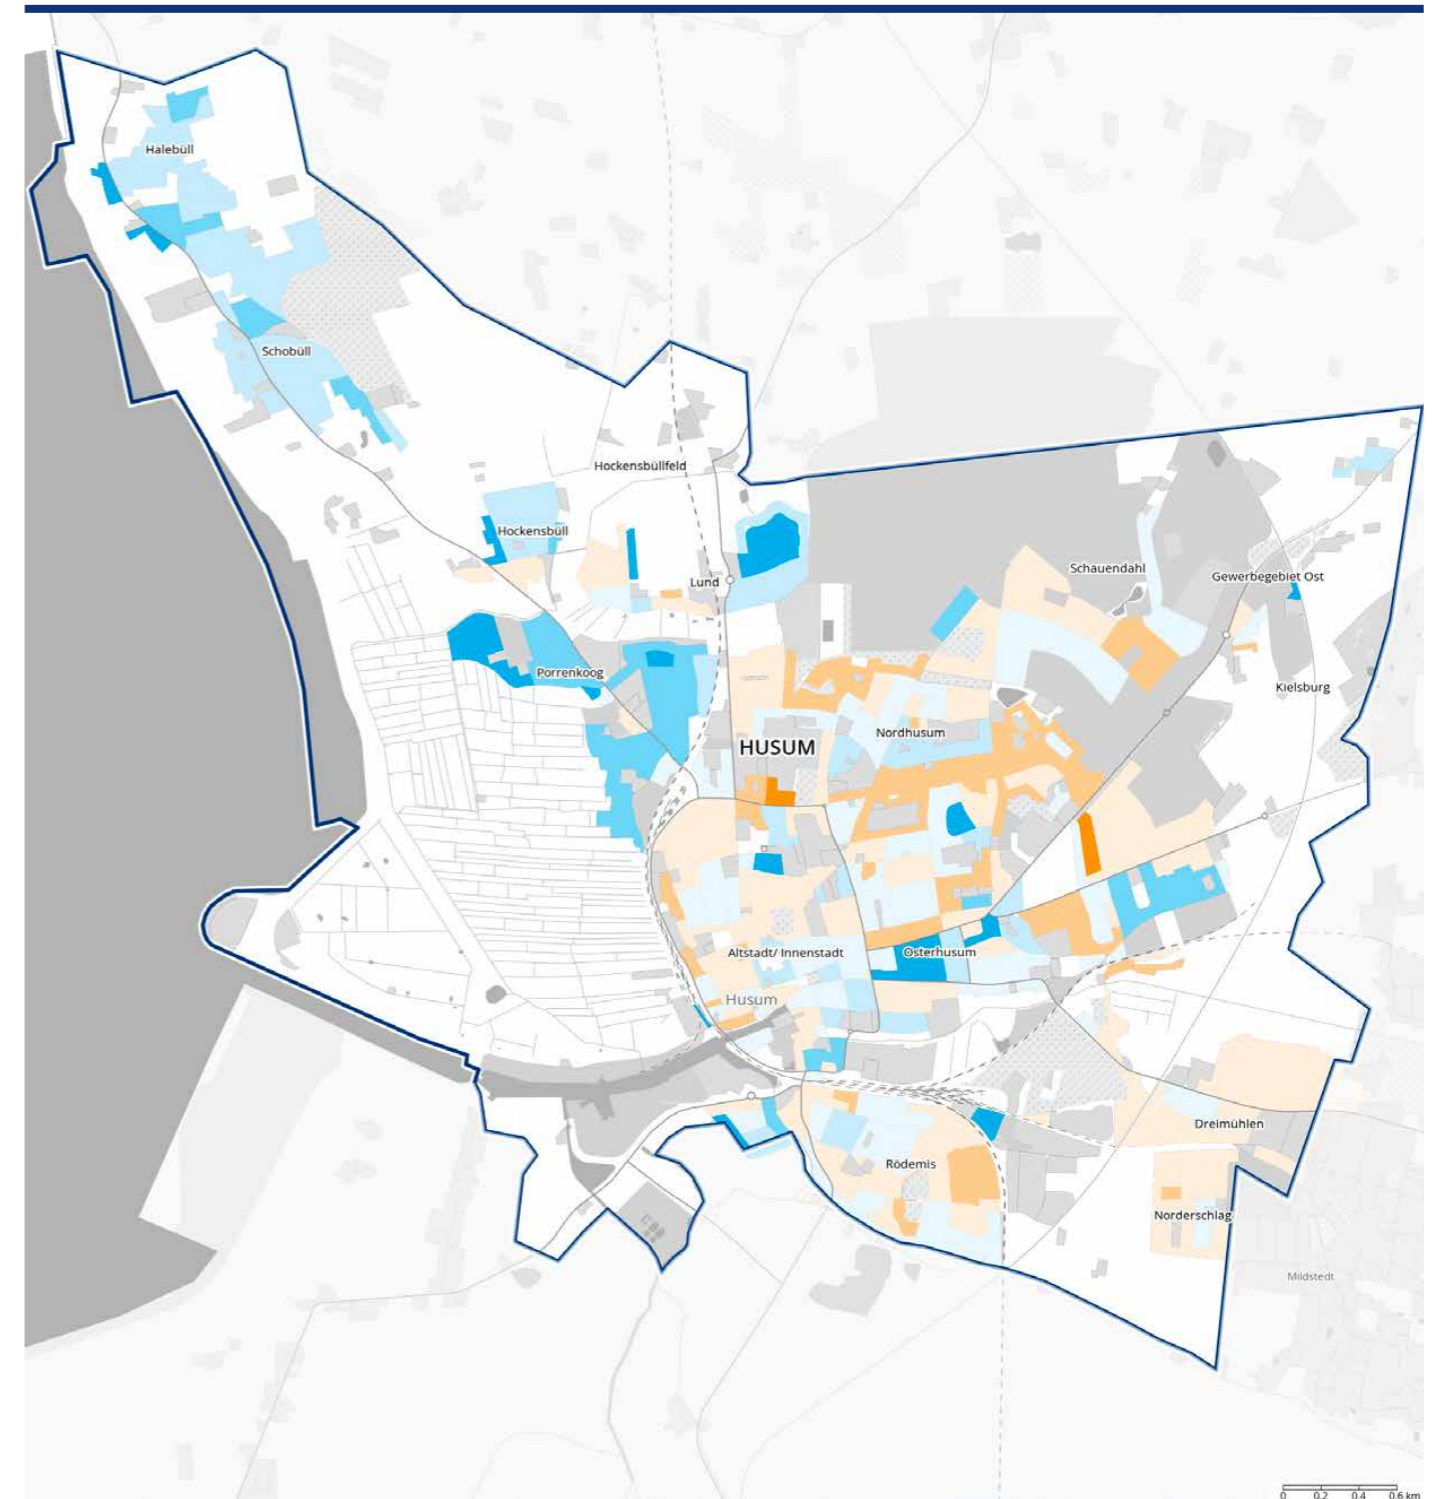 Halebüll
Schobüll
Hockensbüllfeld
Hockensbüll
Lund
Schauendahl
Gewerbegebiet Ost
Porrenkoog
Kielsburg
Nordhusum
HUSUM
Altstadt/ Innenstadt
Osterhusum
Husum
Dreimühlen
Rödemis
Norderschlag
Mildstedt
0 0.2 0.4 0.6 km